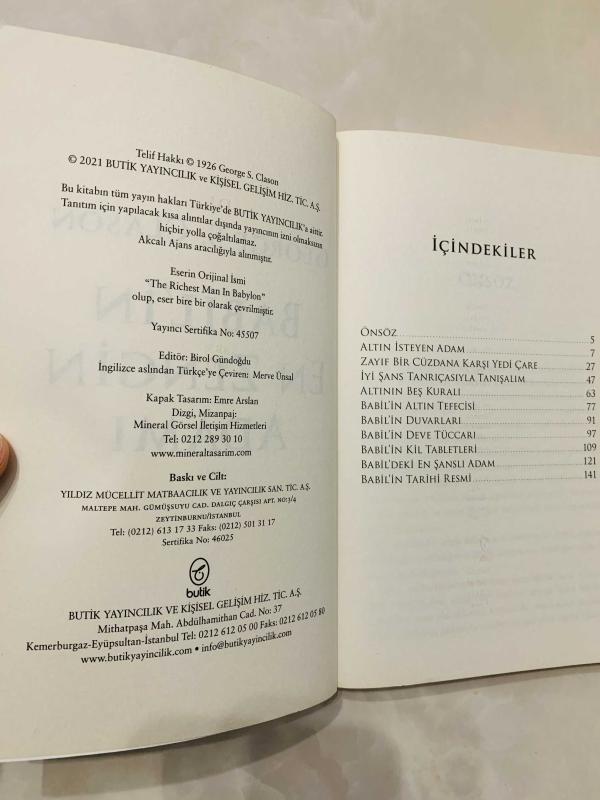 Telif Hakkı © 1926 George S. Clason
© 2021 BUTİK YAYINCILIK ve KİŞİSEL GELİŞİM HİZ. TİC. A.Ş.
Bu kitabın tüm yayın hakları Türkiye'de BUTİK YAYINCILIK'a aittir.
Tanıtım için yapılacak kısa alıntılar dışında yayıncının izni olmaksızın
hiçbir yolla çoğaltılamaz.
Akcalı Ajans aracılığıyla alınmıştır.
Eserin Orijinal İsmi
"The Richest Man In Babylon"
olup, eser bire bir olarak çevrilmiştir.
Yayıncı Sertifika No: 45507
Editör: Birol Gündoğdu
İngilizce aslından Türkçe'ye Çeviren: Merve Ünsal
Kapak Tasarım: Emre Arslan
Dizgi, Mizanpaj:
Mineral Görsel İletişim Hizmetleri
Tel: 0212 289 30 10
www.mineraltasarim.com
Baskı ve Cilt:
YILDIZ MÜCELLİT MATBAACILIK VE YAYINCILIK SAN. TİC. A.Ş.
MALTEPE MAH. GÜMÜŞSUYU CAD. DALGIÇ ÇARŞISI APT. NO:3/4
ZEYTİNBURNU/İSTANBUL
Tel: (0212) 613 17 33 Faks: (0212) 501 31 17
Sertifika No: 46025
butik
BUTİK YAYINCILIK VE KİŞİSEL GELİŞİM HİZ. TİC. A.Ş.
Mithatpaşa Mah. Abdülhamithan Cad. No: 37
Kemerburgaz-Eyüpsultan-İstanbul Tel: 0212 612 05 00 Faks: 0212 612 05 80
www.butikyayincilik.com • info@butikyayincilik.com
İÇİNDEKİLER
ÖNSÖZ 5
ALTIN İSTEYEN ADAM 7
ZAYIF BİR CÜZDANA KARŞI YEDİ ÇARE 27
İYİ ŞANS TANRIÇASIYLA TANIŞALIM 47
ALTININ BEŞ KURALI 63
BABİL'İN ALTIN TEFECİSİ 77
BABİL'İN DUVARLARI 91
BABİL'İN DEVE TÜCCARI 97
BABİL'İN KİL TABLETLERİ 109
BABİL'DEKİ EN ŞANSLI ADAM 121
BABİL'İN TARİHİ RESMİ 141